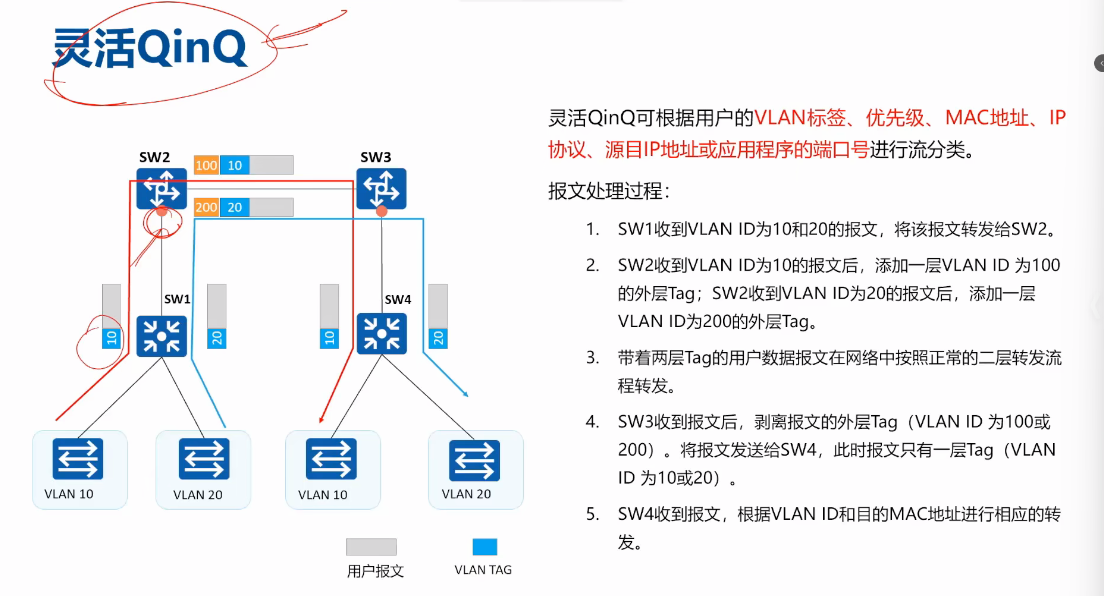 灵活QinQ
SW2
100 10
SW3
200 20
SW1
SW4
10
20
10
20
VLAN 10
VLAN 20
VLAN 10
VLAN 20
用户报文
VLAN TAG
灵活QinQ可根据用户的VLAN标签、优先级、MAC地址、IP
协议、源目IP地址或应用程序的端口号进行流分类。
报文处理过程：
1. SW1收到VLAN ID为10和20的报文，将该报文转发给SW2。
2. SW2收到VLAN ID为10的报文后，添加一层VLAN ID 为100
的外层Tag；SW2收到VLAN ID为20的报文后，添加一层
VLAN ID为200的外层Tag。
3. 带着两层Tag的用户数据报文在网络中按照正常的二层转发流
程转发。
4. SW3收到报文后，剥离报文的外层Tag（VLAN ID 为100或
200）。将报文发送给SW4，此时报文只有一层Tag（VLAN
ID 为10或20）。
5. SW4收到报文，根据VLAN ID和目的MAC地址进行相应的转
发。